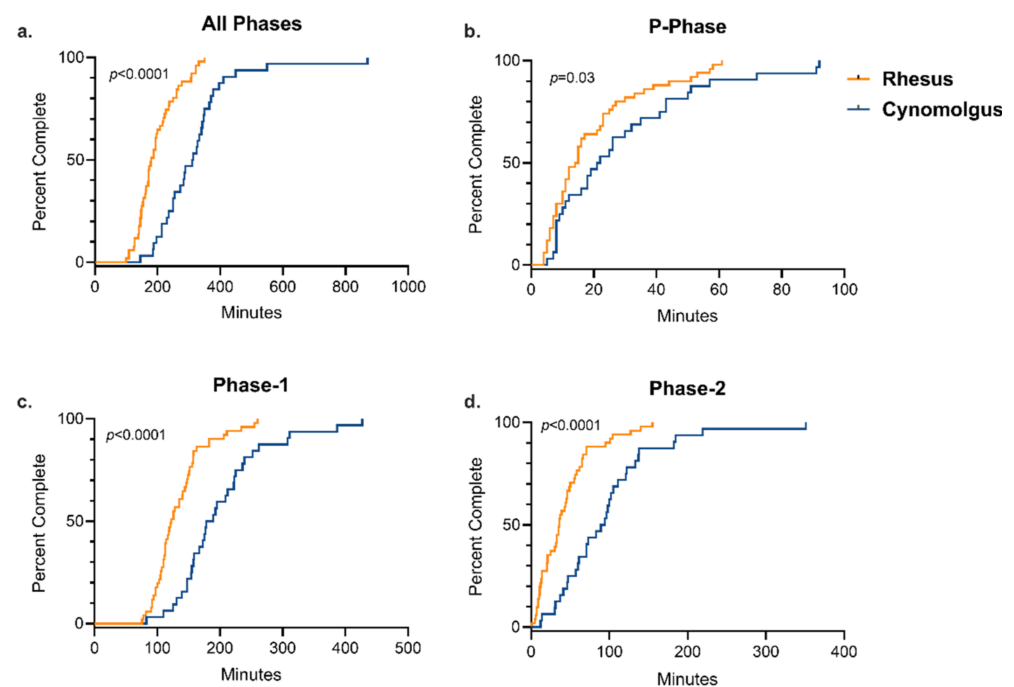 a.
All Phases
p<0.0001
100
50
0
Percent Complete
0 200 400 600 800 1000
Minutes
b.
P-Phase
p=0.03
100
50
0
Percent Complete
0 20 40 60 80 100
Minutes
Rhesus
Cynomolgus
c.
Phase-1
p<0.0001
100
50
0
Percent Complete
0 100 200 300 400 500
Minutes
d.
Phase-2
p<0.0001
100
50
0
Percent Complete
0 100 200 300 400
Minutes